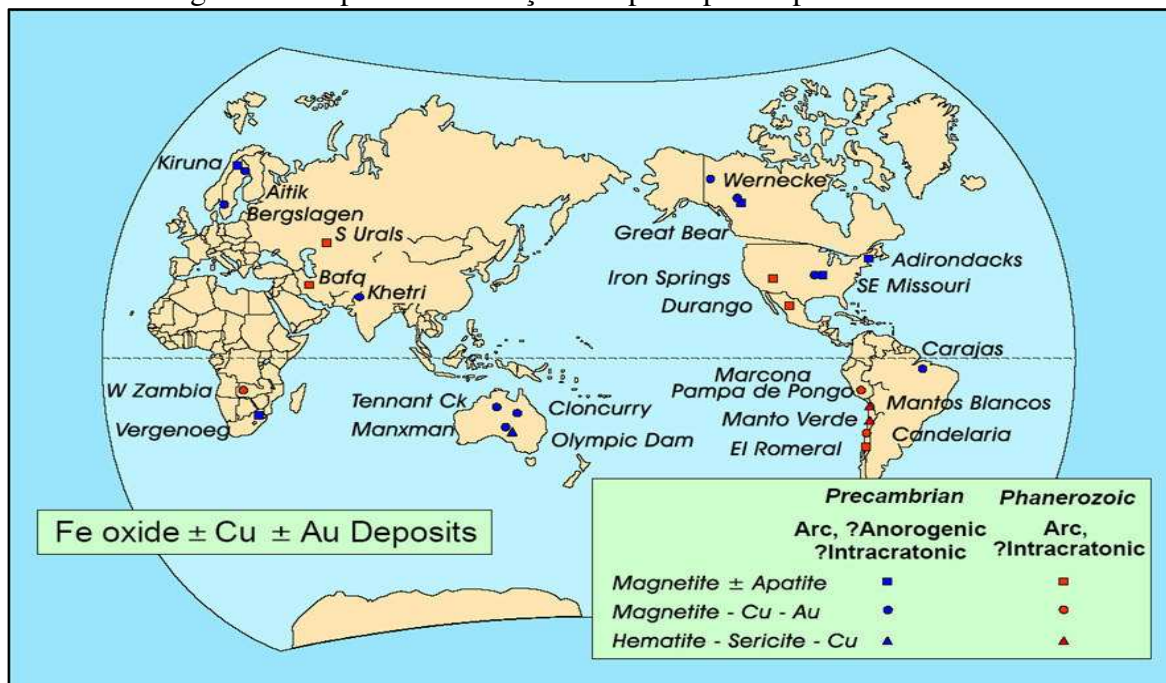 Kiruna
Aitik
Bergslagen
S Urals
Bafq
Khetri
W Zambia
Vergenoeg
Tennant Ck
Cloncurry
Manxman
Olympic Dam
Wernecke
Great Bear
Adirondacks
Iron Springs
SE Missouri
Durango
Carajas
Marcona
Pampa de Pongo
Mantos Blancos
Manto Verde
Candelaria
El Romeral
Fe oxide ± Cu ± Au Deposits
Precambrian Phanerozoic
Arc, ?Anorogenic Arc,
?Intracratonic ?Intracratonic
Magnetite ± Apatite
Magnetite - Cu - Au
Hematite - Sericite - Cu